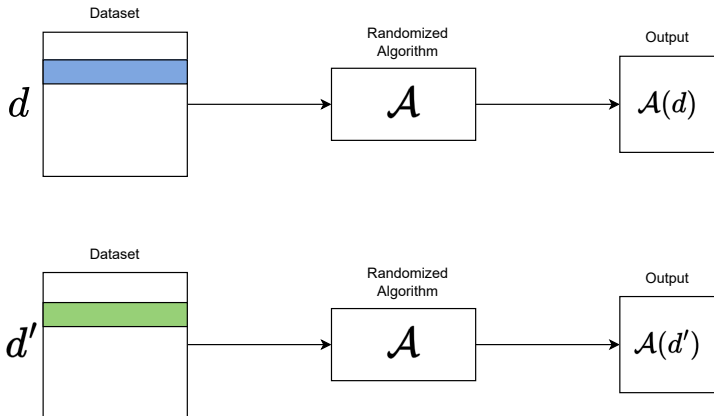 Dataset
Randomized
Algorithm
Output
d
𝒜
𝒜(d)
Dataset
Randomized
Algorithm
Output
d′
𝒜
𝒜(d′)